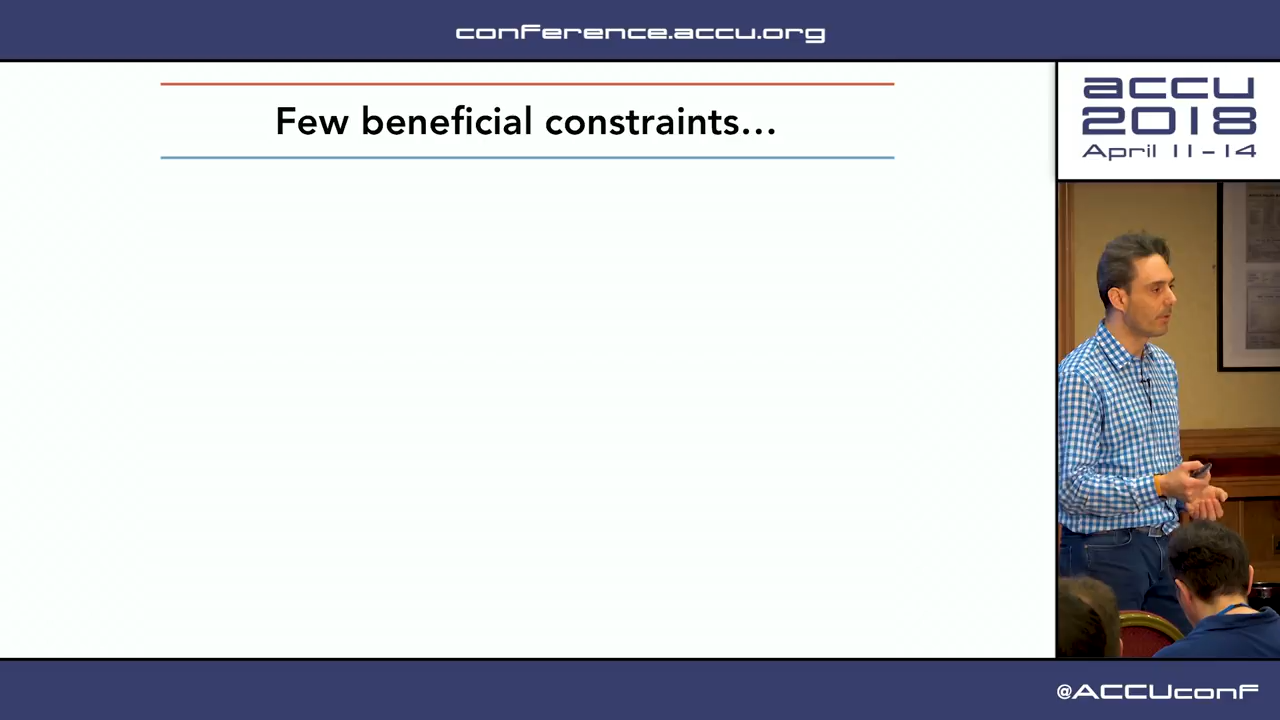 conference.accu.org
Few beneficial constraints…
accu
2018
April 11-14
@ACCUconf